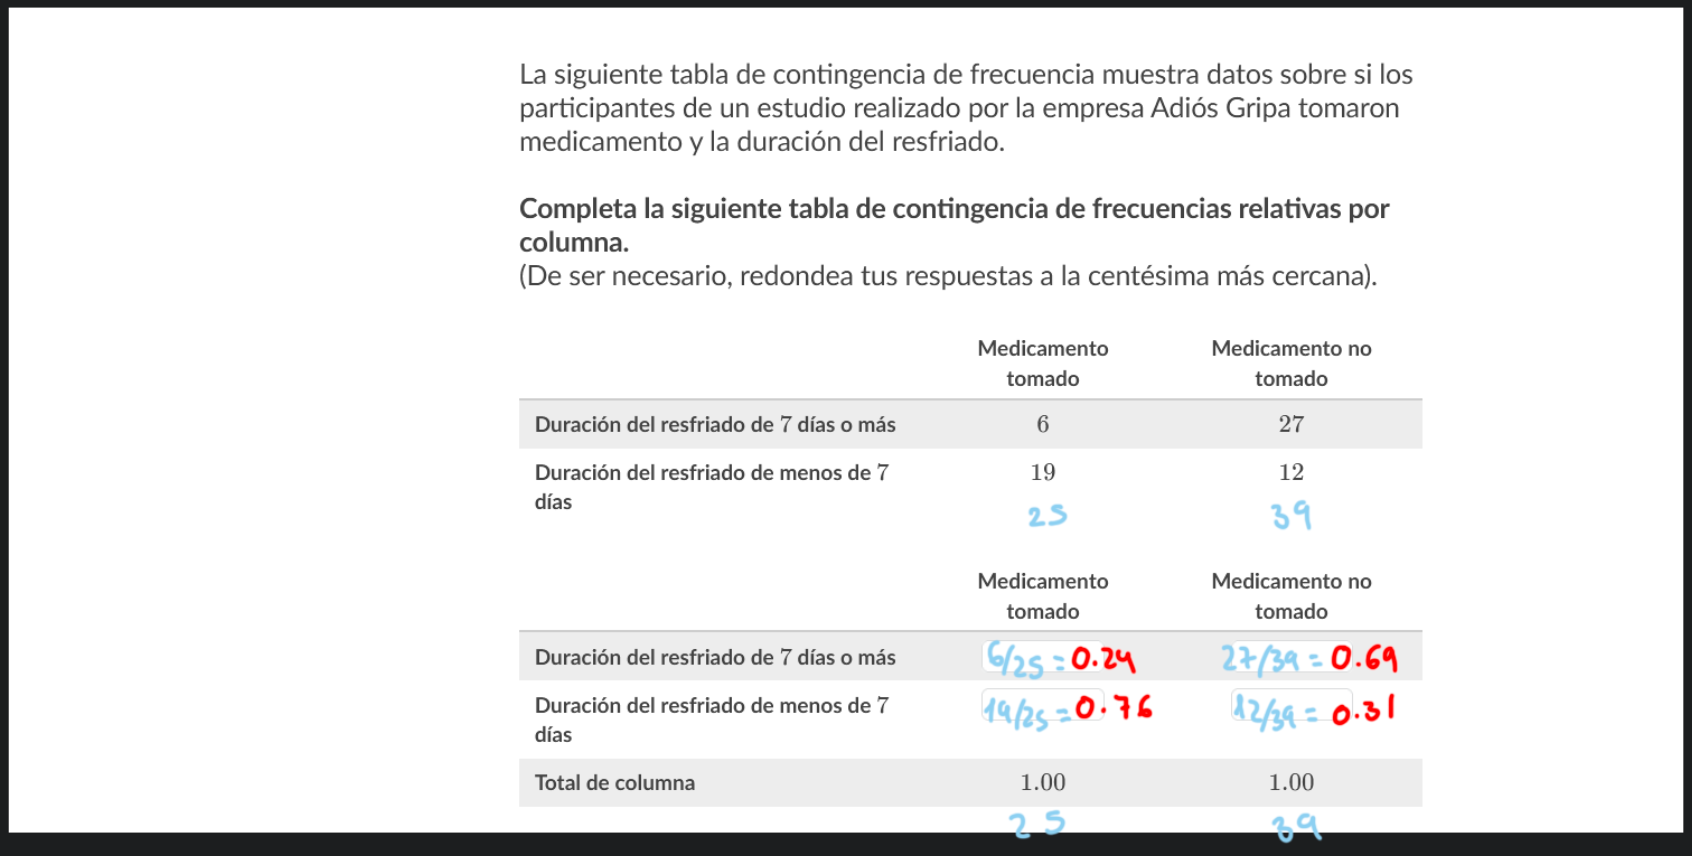 La siguiente tabla de contingencia de frecuencia muestra datos sobre si los
participantes de un estudio realizado por la empresa Adiós Gripa tomaron
medicamento y la duración del resfriado.
Completa la siguiente tabla de contingencia de frecuencias relativas por
columna.
(De ser necesario, redondea tus respuestas a la centésima más cercana).
Medicamento Medicamento no
tomado tomado
Duración del resfriado de 7 días o más 6 27
Duración del resfriado de menos de 7 19 12
días
25 39
Medicamento Medicamento no
tomado tomado
Duración del resfriado de 7 días o más 6/25 = 0.24 27/39 = 0.69
Duración del resfriado de menos de 7 19/25 = 0.76 12/39 = 0.31
días
Total de columna 1.00 1.00
25 39